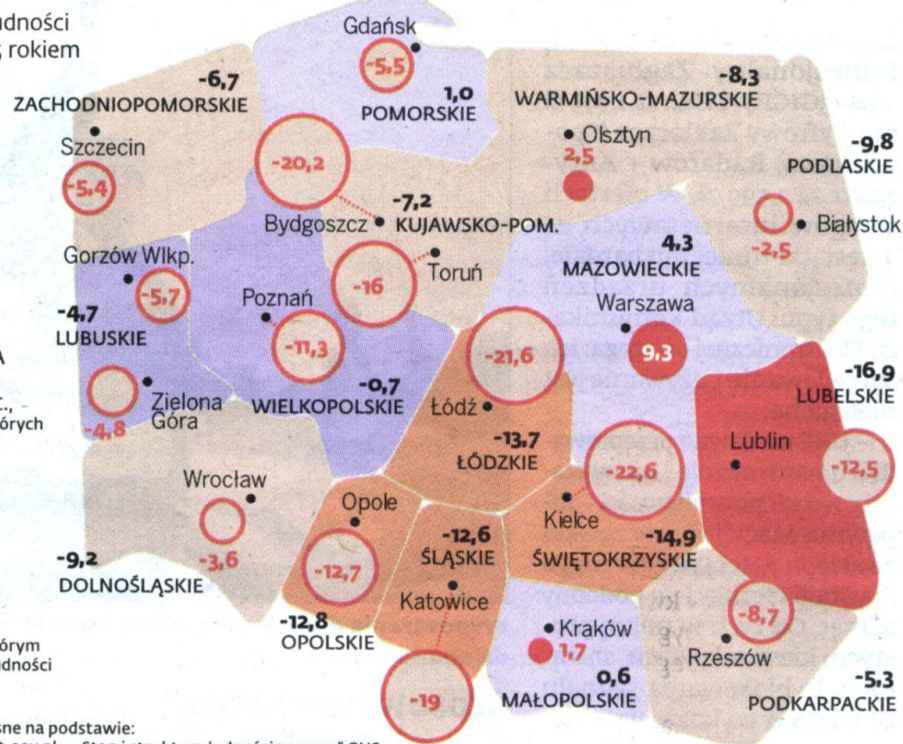 udności
rokiem
Gdańsk
-5,5
1,0
POMORSKIE
-6,7
ZACHODNIOPOMORSKIE
Szczecin
-5,4
-8,3
WARMIŃSKO-MAZURSKIE
Olsztyn
2,5
-9,8
PODLASKIE
Białystok
-2,5
-20,2
Bydgoszcz
-7,2
KUJAWSKO-POM.
Toruń
-16
Gorzów Wlkp.
-5,7
-4,7
LUBUSKIE
Zielona
Góra
-4,8
Poznań
-11,3
-0,7
WIELKOPOLSKIE
4,3
MAZOWIECKIE
Warszawa
9,3
-21,6
Łódź
-13,7
ŁÓDZKIE
-16,9
LUBELSKIE
Lublin
-12,5
A
órych
Wrocław
-3,6
-9,2
DOLNOŚLĄSKIE
Opole
-12,7
-12,8
OPOLSKIE
-12,6
ŚLĄSKIE
Katowice
-19
-22,6
Kielce
-14,9
ŚWIĘTOKRZYSKIE
Kraków
1,7
0,6
MAŁOPOLSKIE
-8,7
Rzeszów
-5,3
PODKARPACKIE
órym
udności
sne na podstawie: